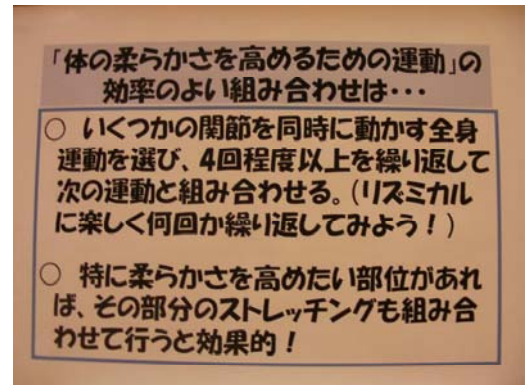 「体の柔らかさを高めるための運動」の
効率のよい組み合わせは・・・
○ いくつかの関節を同時に動かす全身
運動を選び、4回程度以上を繰り返して
次の運動と組み合わせる。(リズミカル
に楽しく何回か繰り返してみよう！)
○ 特に柔らかさを高めたい部位があれ
ば、その部分のストレッチングも組み合
わせて行うと効果的！